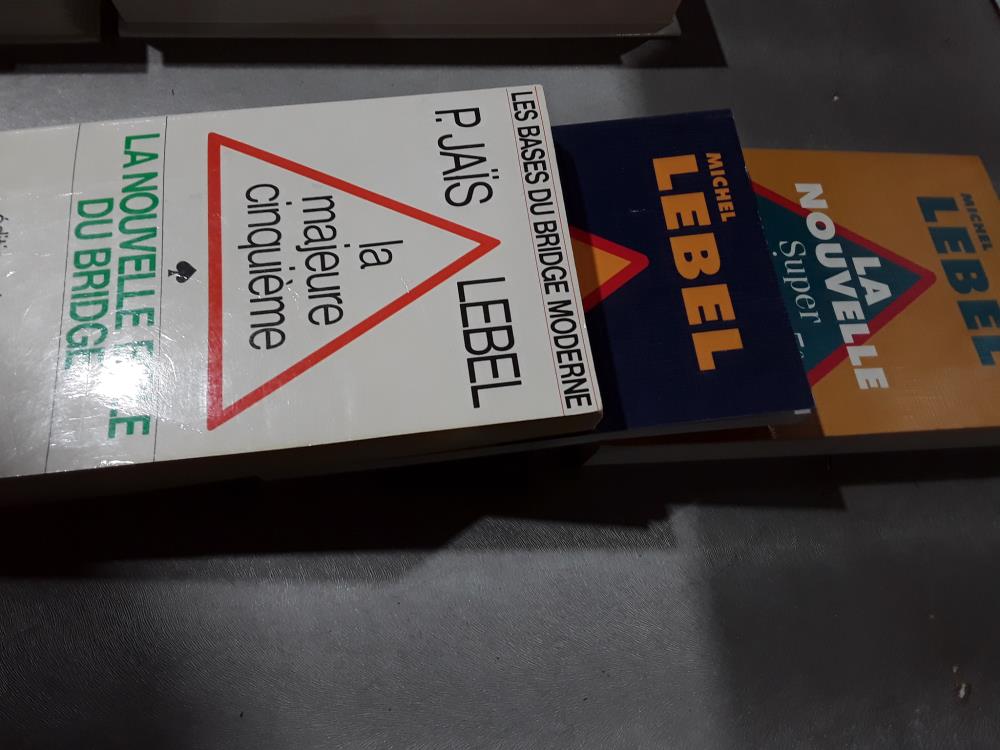 LES BASES DU BRIDGE MODERNE
P. JAÏS LEBEL
la
majeure
cinquième
LA NOUVELLE
DU BRIDGE
MICHEL
LEBEL
MICHEL
LEBEL
LA
NOUVELLE
Super